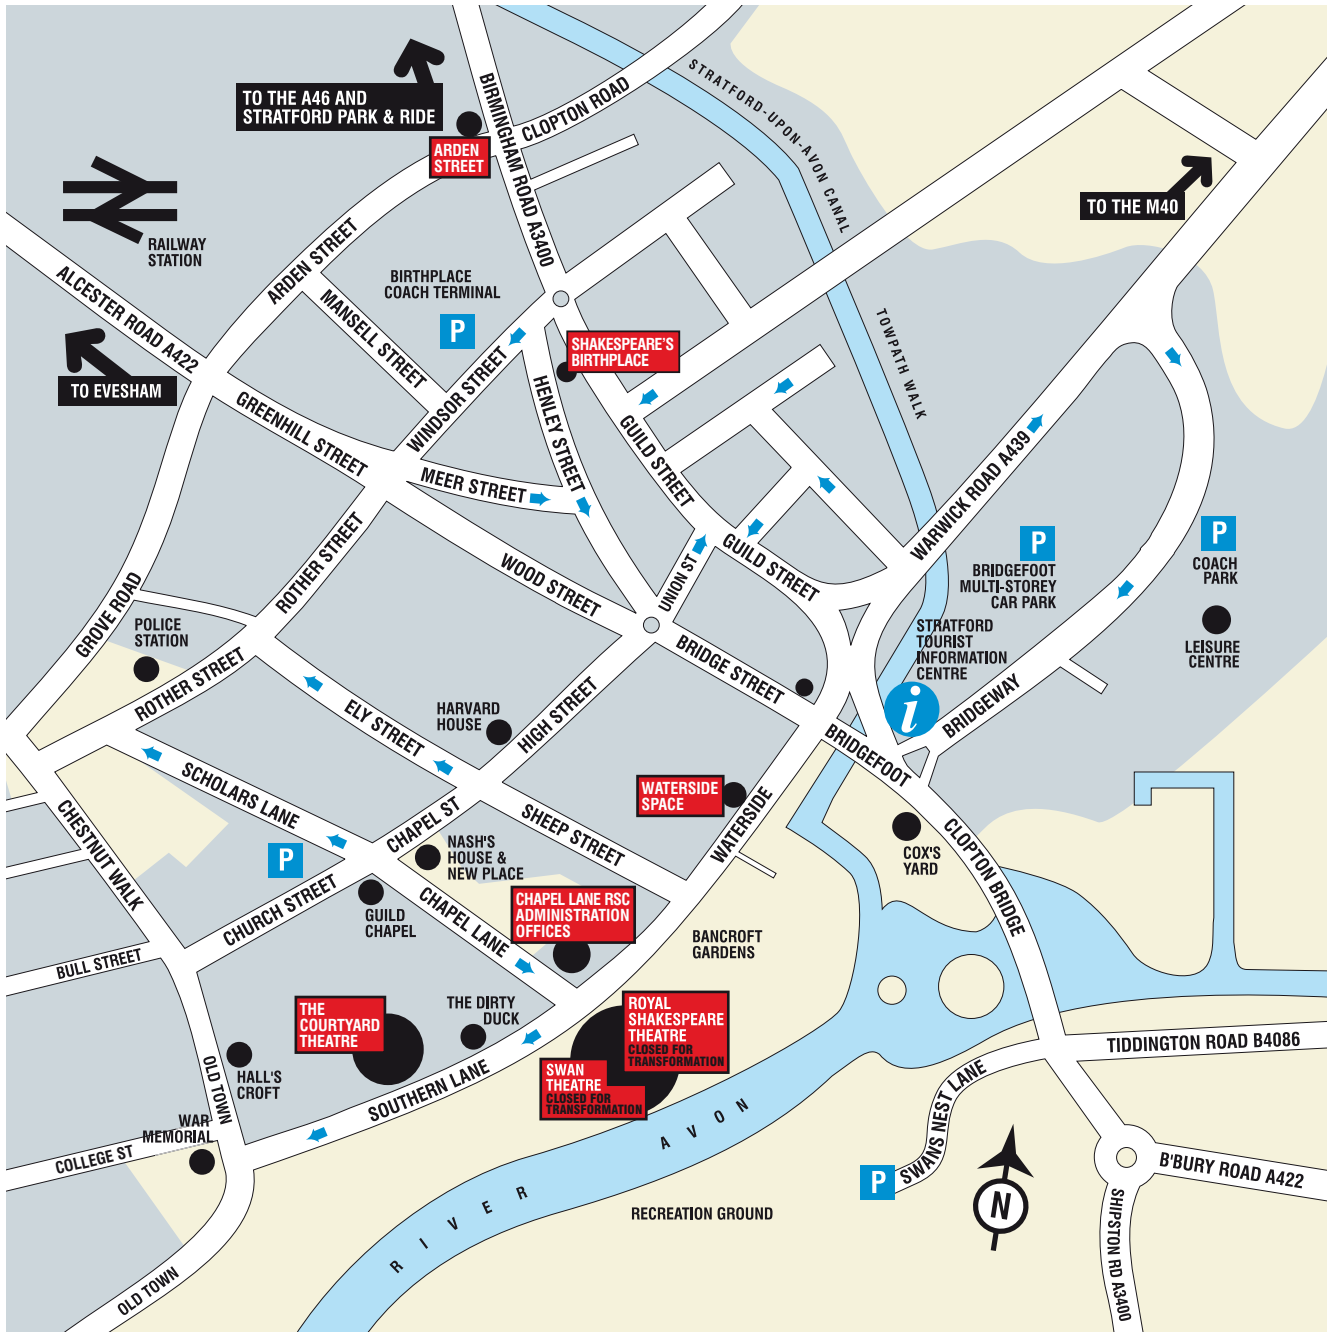 TO THE A46 AND
STRATFORD PARK & RIDE
BIRMINGHAM ROAD A3400
CLOPTON ROAD
STRATFORD-UPON-AVON CANAL
ARDEN
STREET
TO THE M40
RAILWAY
STATION
ARDEN STREET
ALCESTER ROAD A422
BIRTHPLACE
COACH TERMINAL
P
MANSELL STREET
SHAKESPEARE'S
BIRTHPLACE
TOWPATH WALK
TO EVESHAM
GREENHILL STREET
WINDSOR STREET
HENLEY STREET
GUILD STREET
WARWICK ROAD A439
MEER STREET
ROTHER STREET
WOOD STREET
UNION ST
GUILD STREET
P
BRIDGEFOOT
MULTI-STOREY
CAR PARK
P
COACH
PARK
GROVE ROAD
POLICE
STATION
STRATFORD
TOURIST
INFORMATION
CENTRE
i
LEISURE
CENTRE
ROTHER STREET
BRIDGE STREET
BRIDGEWAY
ELY STREET
HARVARD
HOUSE
HIGH STREET
BRIDGEFOOT
SCHOLARS LANE
WATERSIDE
SPACE
WATERSIDE
CHESTNUT WALK
P
CHAPEL ST
SHEEP STREET
NASH'S
HOUSE &
NEW PLACE
COX'S
YARD
CLOPTON BRIDGE
CHURCH STREET
GUILD
CHAPEL
CHAPEL LANE
CHAPEL LANE RSC
ADMINISTRATION
OFFICES
BANCROFT
GARDENS
BULL STREET
THE
COURTYARD
THEATRE
THE DIRTY
DUCK
ROYAL
SHAKESPEARE
THEATRE
CLOSED FOR
TRANSFORMATION
SWAN
THEATRE
CLOSED FOR
TRANSFORMATION
TIDDINGTON ROAD B4086
OLD TOWN
HALL'S
CROFT
SOUTHERN LANE
SWANS NEST LANE
WAR
MEMORIAL
COLLEGE ST
RIVER AVON
P
B'BURY ROAD A422
N
RECREATION GROUND
SHIPSTON RD A3400
OLD TOWN